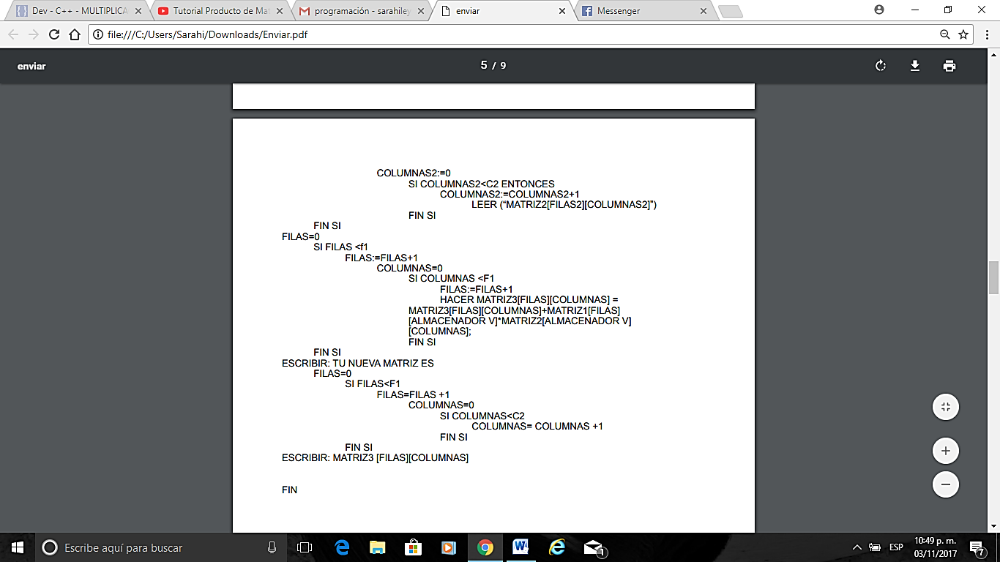 Dev - C++ - MULTIPLICA
Tutorial Producto de Mat
programación - sarahiley
enviar
Messenger
file:///C:/Users/Sarahi/Downloads/Enviar.pdf
enviar
5 / 9
COLUMNAS2:=0
SI COLUMNAS2<C2 ENTONCES
COLUMNAS2:=COLUMNAS2+1
LEER (“MATRIZ2[FILAS2][COLUMNAS2]”)
FIN SI
FIN SI
FILAS=0
SI FILAS <f1
FILAS:=FILAS+1
COLUMNAS=0
SI COLUMNAS <F1
FILAS:=FILAS+1
HACER MATRIZ3[FILAS][COLUMNAS] =
MATRIZ3[FILAS][COLUMNAS]+MATRIZ1[FILAS]
[ALMACENADOR V]*MATRIZ2[ALMACENADOR V]
[COLUMNAS];
FIN SI
FIN SI
ESCRIBIR: TU NUEVA MATRIZ ES
FILAS=0
SI FILAS<F1
FILAS=FILAS +1
COLUMNAS=0
SI COLUMNAS<C2
COLUMNAS= COLUMNAS +1
FIN SI
FIN SI
ESCRIBIR: MATRIZ3 [FILAS][COLUMNAS]
FIN
Escribe aquí para buscar
1
ESP
10:49 p. m.
03/11/2017
7